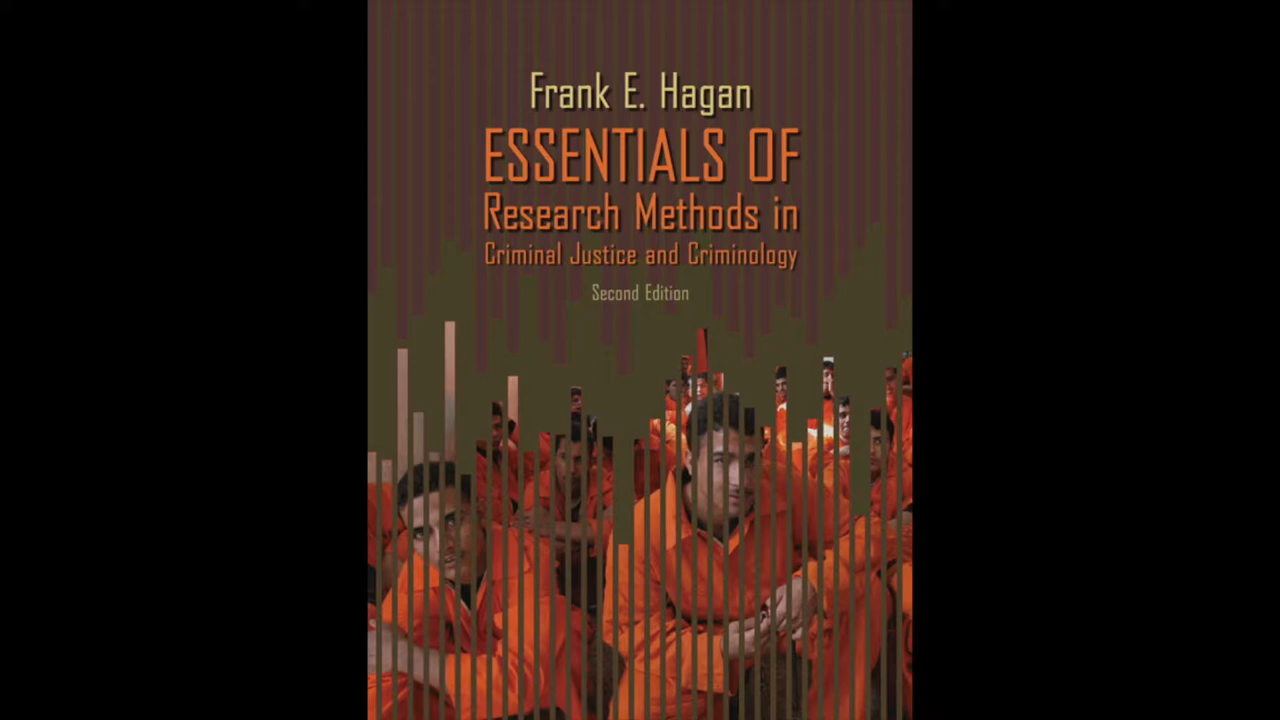 Frank E. Hagan
ESSENTIALS OF
Research Methods in
Criminal Justice and Criminology
Second Edition